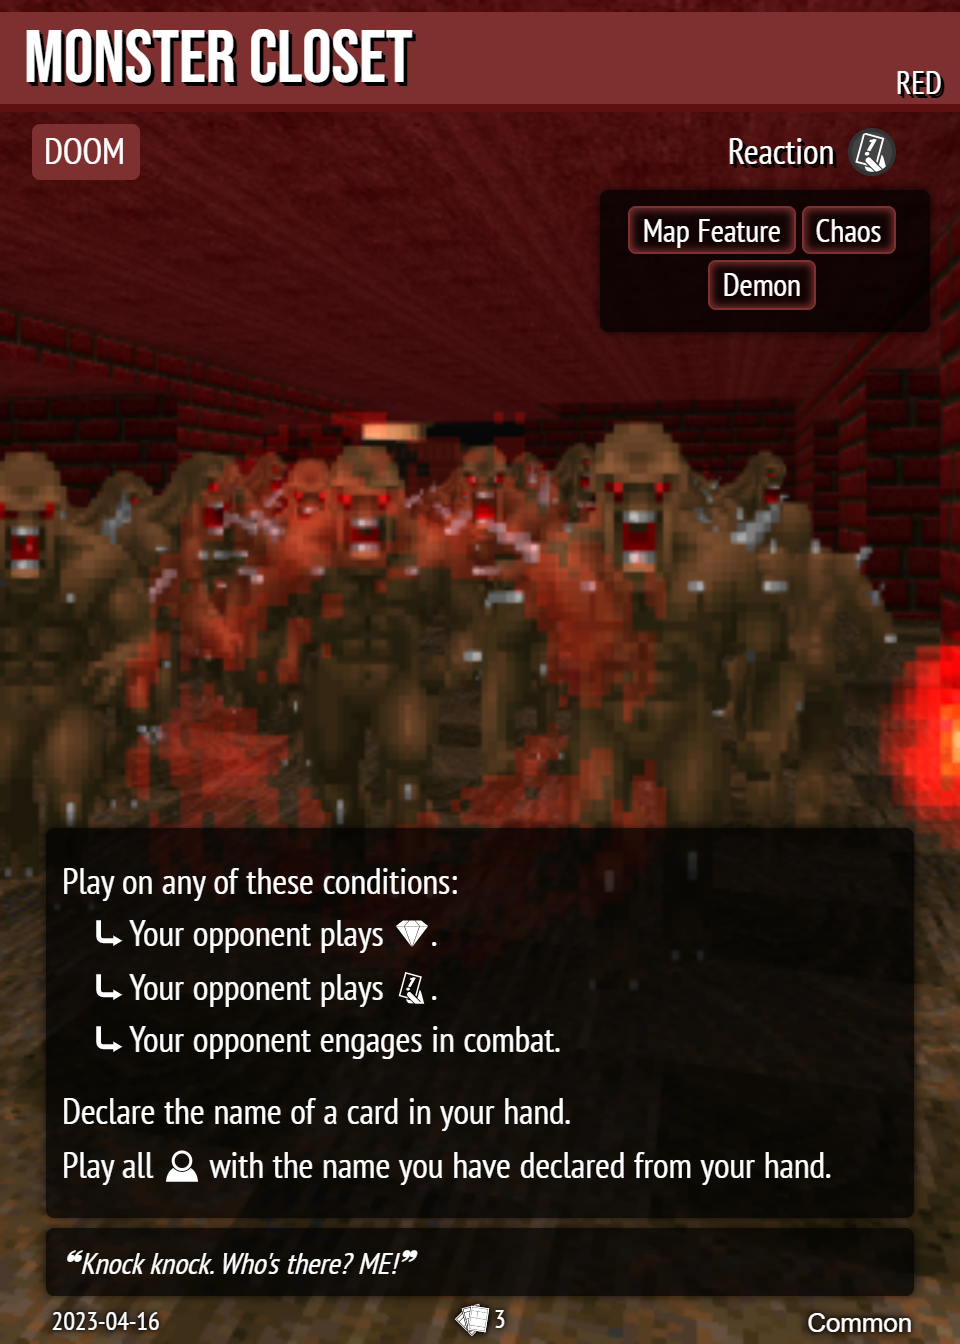 MONSTER CLOSET
RED
DOOM
Reaction
Map Feature
Chaos
Demon
Play on any of these conditions:
Your opponent plays .
Your opponent plays .
Your opponent engages in combat.
Declare the name of a card in your hand.
Play all with the name you have declared from your hand.
❝Knock knock. Who's there? ME!❞
2023-04-16
3
Common